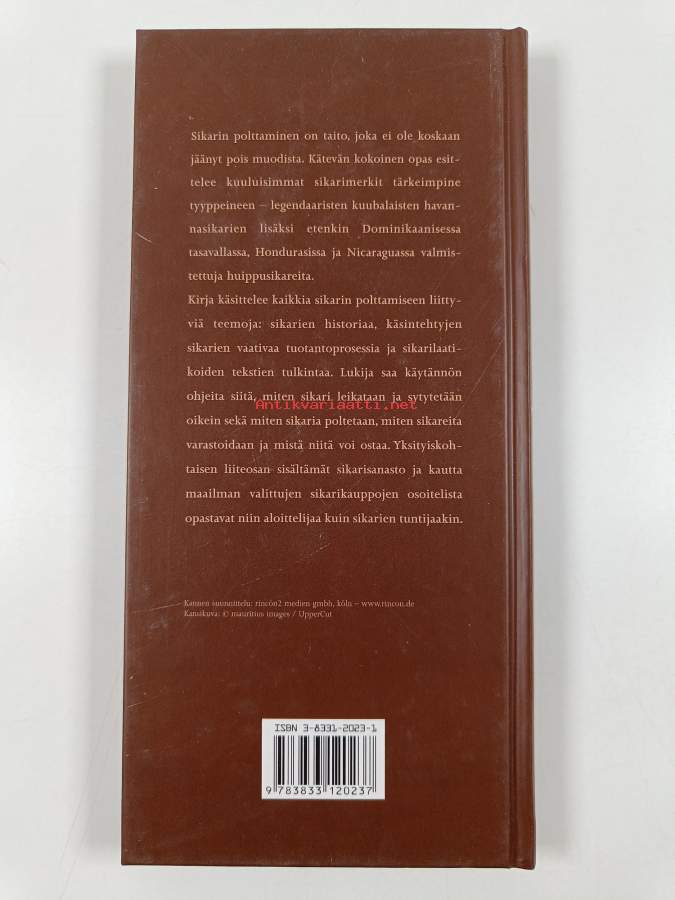 Sikarin polttaminen on taito, joka ei ole koskaan
jäänyt pois muodista. Kätevän kokoinen opas esit-
telee kuuluisimmat sikarimerkit tärkeimpine
tyyppeineen – legendaaristen kuubalaisten havan-
nasikarien lisäksi etenkin Dominikaanisessa
tasavallassa, Hondurasissa ja Nicaraguassa valmis-
tettuja huippusikareita.
Kirja käsittelee kaikkia sikarin polttamiseen liitty-
viä teemoja: sikarien historiaa, käsintehtyjen
sikarien vaativaa tuotantoprosessia ja sikarilaati-
koiden tekstien tulkintaa. Lukija saa käytännön
ohjeita siitä, miten sikari leikataan ja sytytetään
Antikvariaatti.net
oikein sekä miten sikaria poltetaan, miten sikareita
varastoidaan ja mistä niitä voi ostaa. Yksityiskoh-
taisen liiteosan sisältämät sikarisanasto ja kautta
maailman valittujen sikarikauppojen osoitelista
opastavat niin aloittelijaa kuin sikarien tuntijaakin.
Kannen suunnittelu: rincón2 medien gmbh, köln – www.rincon.de
Kansikuva: © mauritius images / UpperCut
ISBN 3-8331-2023-1
9 783833 120237